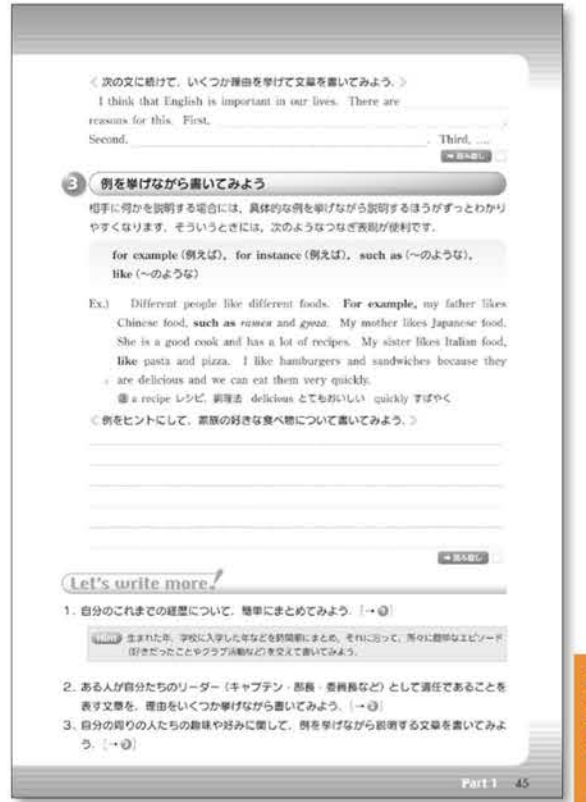 〈 次の文に続けて，いくつか理由を挙げて文章を書いてみよう．〉
I think that English is important in our lives. There are
reasons for this. First, .
Second, . Third, ....
3 例を挙げながら書いてみよう
相手に何かを説明する場合には，具体的な例を挙げながら説明するほうがずっとわかり
やすくなります．そういうときには，次のようなつなぎ表現が便利です．
for example (例えば), for instance (例えば), such as (～のような),
like (～のような)
Ex.) Different people like different foods. For example, my father likes
Chinese food, such as ramen and gyoza. My mother likes Japanese food.
She is a good cook and has a lot of recipes. My sister likes Italian food,
like pasta and pizza. I like hamburgers and sandwiches because they
are delicious and we can eat them very quickly.
a recipe レシピ，調理法 delicious とてもおいしい quickly すばやく
〈 例をヒントにして，家族の好きな食べ物について書いてみよう．〉
Let's write more!
1. 自分のこれまでの経歴について，簡単にまとめてみよう．[→❶]
Hint 生まれた年，学校に入学した年などを時間順にまとめ，それに沿って，所々に簡単なエピソード
(好きだったことやクラブ活動など)を交えて書いてみよう．
2. ある人が自分たちのリーダー（キャプテン・部長・委員長など）として適任であることを
表す文章を，理由をいくつか挙げながら書いてみよう．[→❷]
3. 自分の周りの人たちの趣味や好みに関して，例を挙げながら説明する文章を書いてみよ
う．[→❸]
Part 1 45